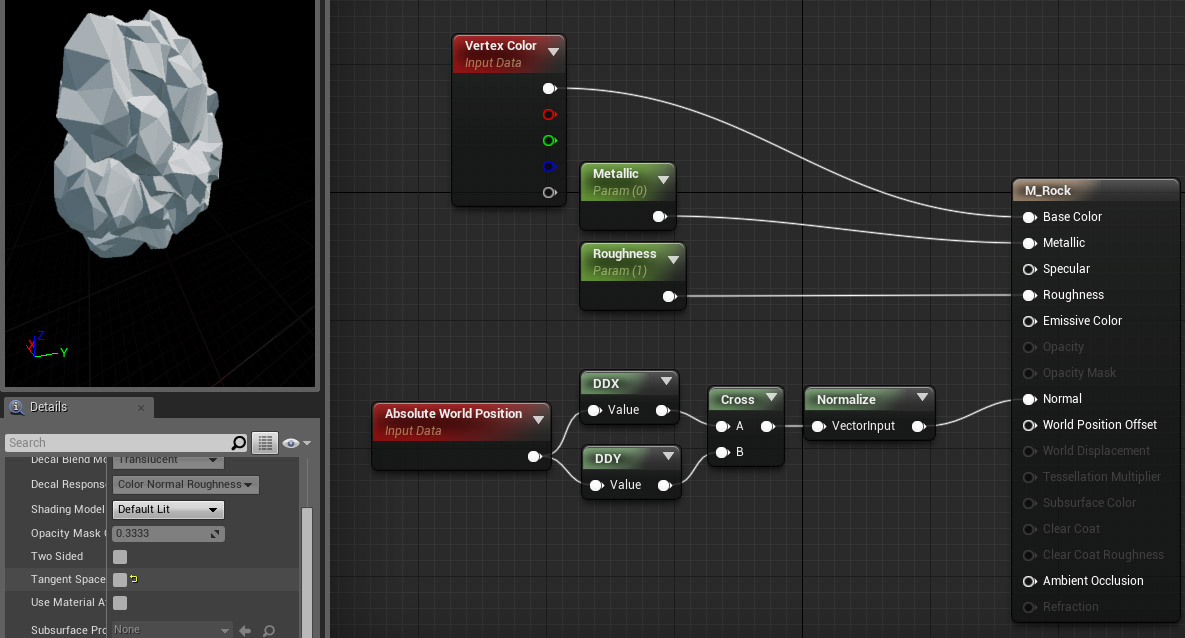 Z
X
Y
Details
Search
Decal Blend Mo
Translucent
Decal Respons
Color Normal Roughness
Shading Model
Default Lit
Opacity Mask C
0.3333
Two Sided
Tangent Space
Use Material A
Subsurface Pro
None
Vertex Color
Input Data
Metallic
Param (0)
Roughness
Param (1)
Absolute World Position
Input Data
DDX
Value
DDY
Value
Cross
A
B
Normalize
VectorInput
M_Rock
Base Color
Metallic
Specular
Roughness
Emissive Color
Opacity
Opacity Mask
Normal
World Position Offset
World Displacement
Tessellation Multiplier
Subsurface Color
Clear Coat
Clear Coat Roughness
Ambient Occlusion
Refraction